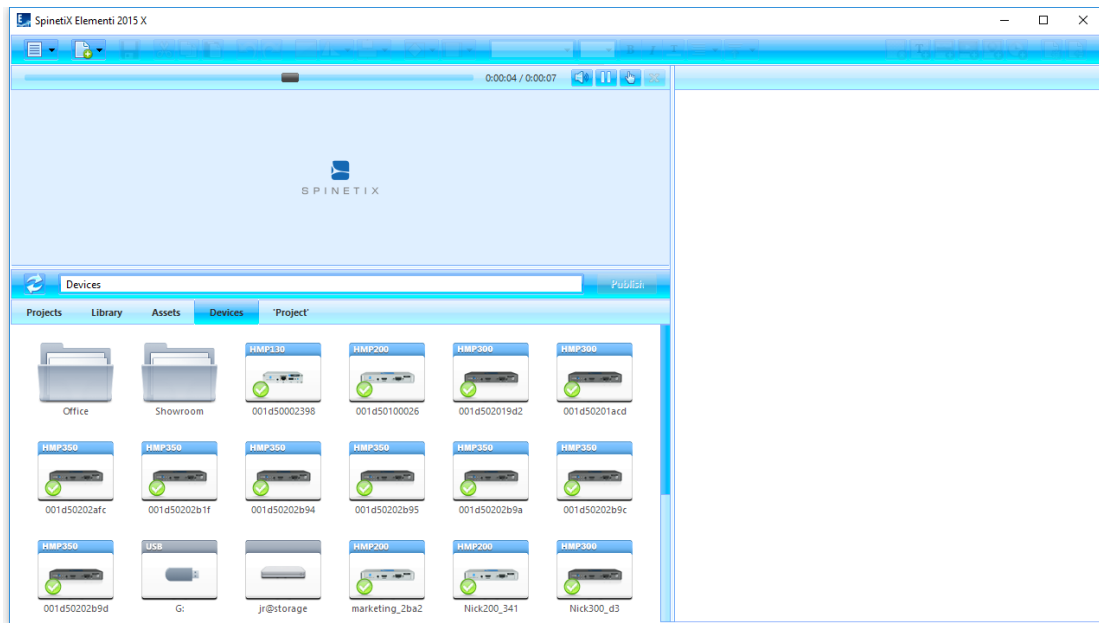 SpinetiX Elementi 2015 X
B I
0:00:04 / 0:00:07
SPINETIX
Devices
Publish
Projects Library Assets Devices 'Project'
HMP130 HMP200 HMP300 HMP300
Office Showroom 001d50002398 001d50100026 001d502019d2 001d50201acd
HMP350 HMP350 HMP350 HMP350 HMP350 HMP350
001d50202afc 001d50202b1f 001d50202b94 001d50202b95 001d50202b9a 001d50202b9c
HMP350 USB HMP200 HMP200 HMP300
001d50202b9d G: jr@storage marketing_2ba2 Nick200_341 Nick300_d3